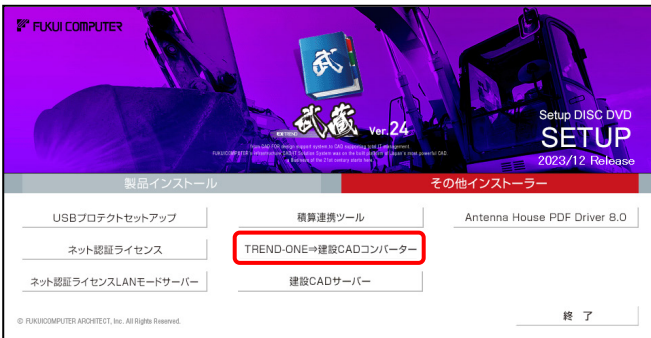 FUKUI COMPUTER
武
EXTREND
武蔵 Ver.24
Setup DISC DVD
SETUP
2023/12 Release
製品インストール
その他インストーラー
USBプロテクトセットアップ
積算連携ツール
Antenna House PDF Driver 8.0
ネット認証ライセンス
TREND-ONE⇒建設CADコンバーター
ネット認証ライセンスLANモードサーバー
建設CADサーバー
© FUKUICOMPUTER ARCHITECT, Inc. All Rights Reserved.
終 了